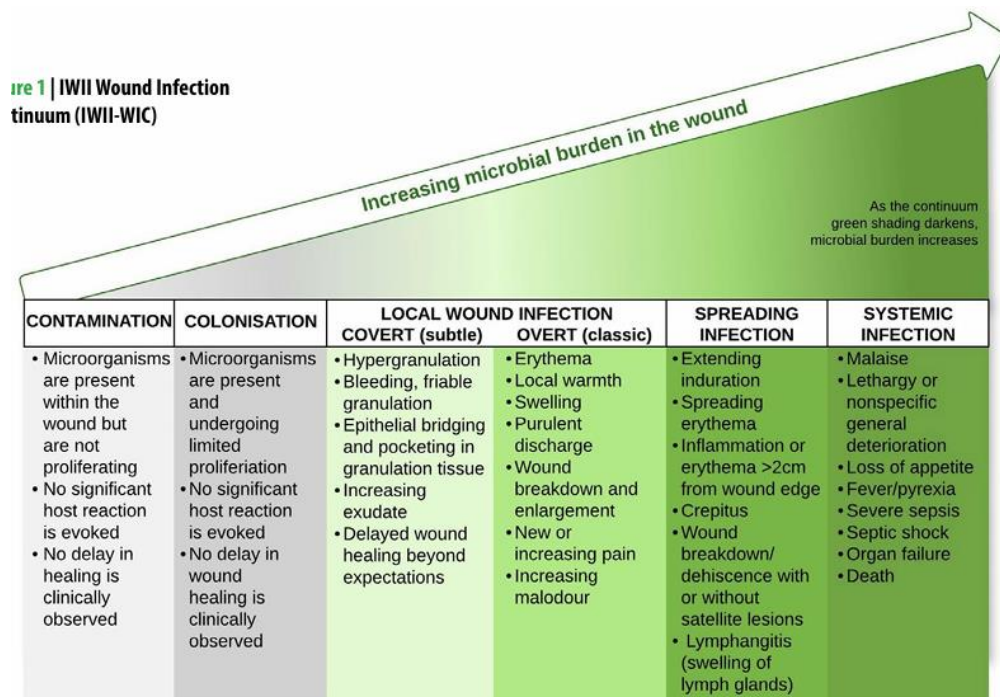 ure 1 | IWII Wound Infection
tinuum (IWII-WIC)
Increasing microbial burden in the wound
As the continuum
green shading darkens,
microbial burden increases
CONTAMINATION
• Microorganisms
are present
within the
wound but
are not
proliferating
• No significant
host reaction
is evoked
• No delay in
healing is
clinically
observed
COLONISATION
• Microorganisms
are present
and
undergoing
limited
proliferiation
• No significant
host reaction
is evoked
• No delay in
wound
healing is
clinically
observed
LOCAL WOUND INFECTION
COVERT (subtle)
• Hypergranulation
• Bleeding, friable
granulation
• Epithelial bridging
and pocketing in
granulation tissue
• Increasing
exudate
• Delayed wound
healing beyond
expectations
OVERT (classic)
• Erythema
• Local warmth
• Swelling
• Purulent
discharge
• Wound
breakdown and
enlargement
• New or
increasing pain
• Increasing
malodour
SPREADING
INFECTION
• Extending
induration
• Spreading
erythema
• Inflammation or
erythema >2cm
from wound edge
• Crepitus
• Wound
breakdown/
dehiscence with
or without
satellite lesions
• Lymphangitis
(swelling of
lymph glands)
SYSTEMIC
INFECTION
• Malaise
• Lethargy or
nonspecific
general
deterioration
• Loss of appetite
• Fever/pyrexia
• Severe sepsis
• Septic shock
• Organ failure
• Death